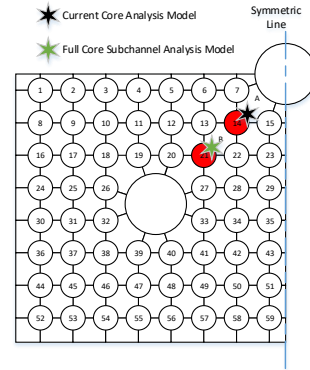 Current Core Analysis Model
Symmetric
Line
Full Core Subchannel Analysis Model
1 2 3 4 5 6 7
A
8 9 10 11 12 13 14 15
B
16 17 18 19 20 21 22 23
24 25 26 27 28 29
30 31 32 33 34 35
36 37 38 39 40 41 42 43
44 45 46 47 48 49 50 51
52 53 54 55 56 57 58 59